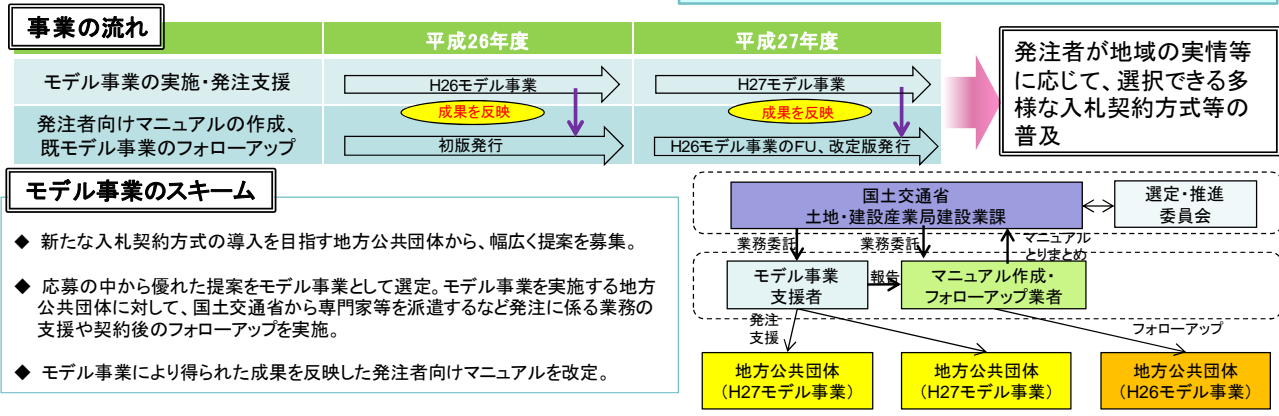 事業の流れ
平成26年度
平成27年度
モデル事業の実施・発注支援
H26モデル事業
H27モデル事業
成果を反映
成果を反映
発注者向けマニュアルの作成、
既モデル事業のフォローアップ
初版発行
H26モデル事業のFU、改定版発行
発注者が地域の実情等
に応じて、選択できる多
様な入札契約方式等の
普及
モデル事業のスキーム
◆ 新たな入札契約方式の導入を目指す地方公共団体から、幅広く提案を募集。
◆ 応募の中から優れた提案をモデル事業として選定。モデル事業を実施する地方
公共団体に対して、国土交通省から専門家等を派遣するなど発注に係る業務の
支援や契約後のフォローアップを実施。
◆ モデル事業により得られた成果を反映した発注者向けマニュアルを改定。
国土交通省
土地・建設産業局建設業課
選定・推進
委員会
業務委託
業務委託
マニュアル
とりまとめ
モデル事業
支援者
報告
マニュアル作成・
フォローアップ業者
発注
支援
フォローアップ
地方公共団体
（H27モデル事業）
地方公共団体
（H27モデル事業）
地方公共団体
（H26モデル事業）